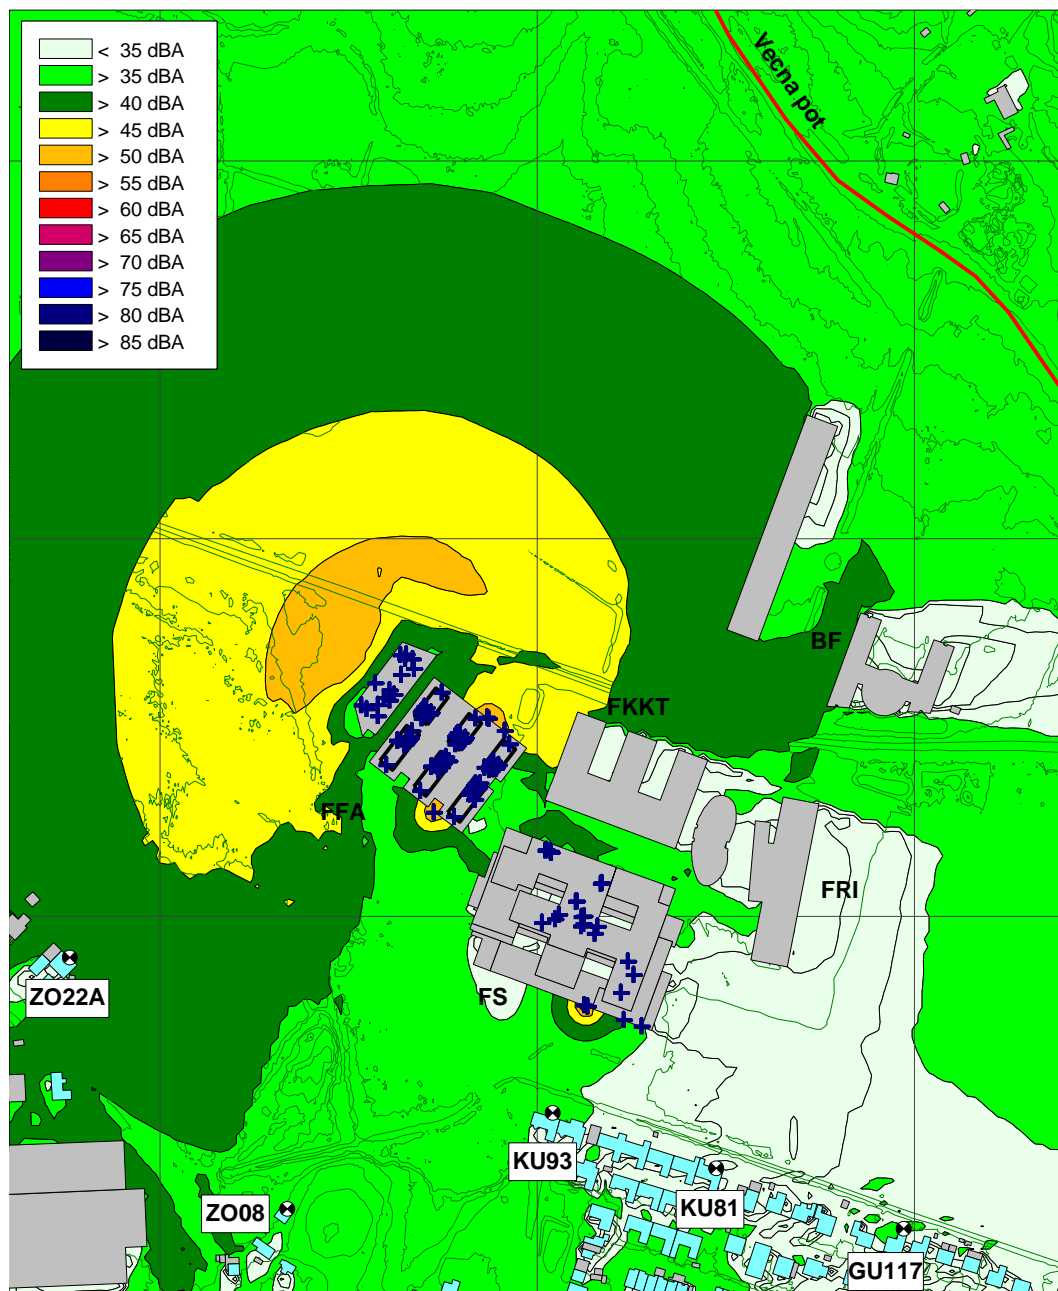 < 35 dBA
> 35 dBA
> 40 dBA
> 45 dBA
> 50 dBA
> 55 dBA
> 60 dBA
> 65 dBA
> 70 dBA
> 75 dBA
> 80 dBA
> 85 dBA
Vecna pot
BF
FKKT
FFA
FRI
FS
ZO22A
KU93
KU81
ZO08
GU117